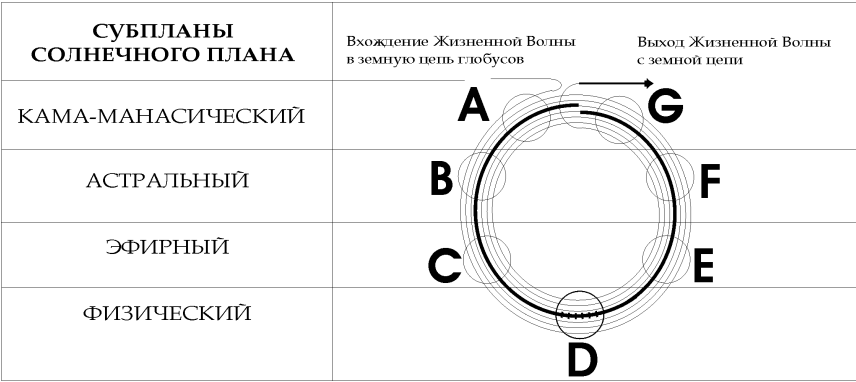 СУБПЛАНЫ
СОЛНЕЧНОГО ПЛАНА
Вхождение Жизненной Волны
в земную цепь глобусов
Выход Жизненной Волны
с земной цепи
КАМА-МАНАСИЧЕСКИЙ
A
G
АСТРАЛЬНЫЙ
B
F
ЭФИРНЫЙ
C
E
ФИЗИЧЕСКИЙ
D